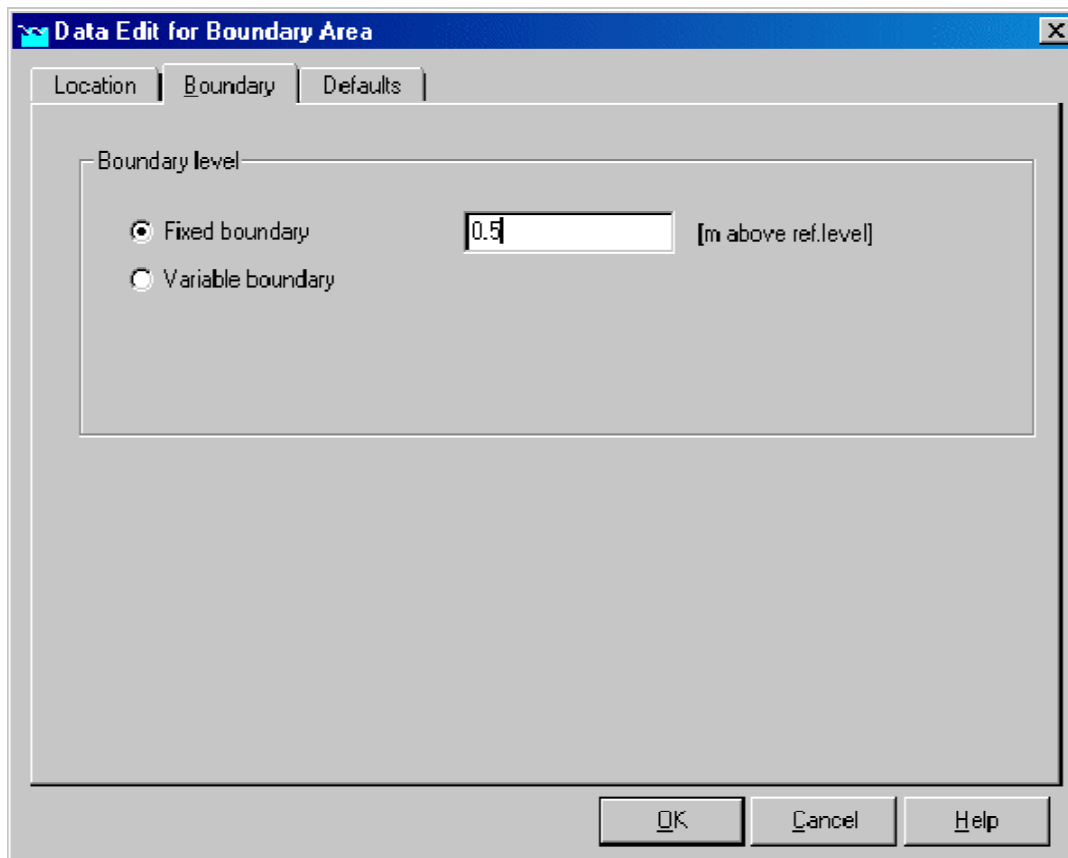 Data Edit for Boundary Area
Location Boundary Defaults
Boundary level
Fixed boundary 0.5 [m above ref.level]
Variable boundary
OK Cancel Help